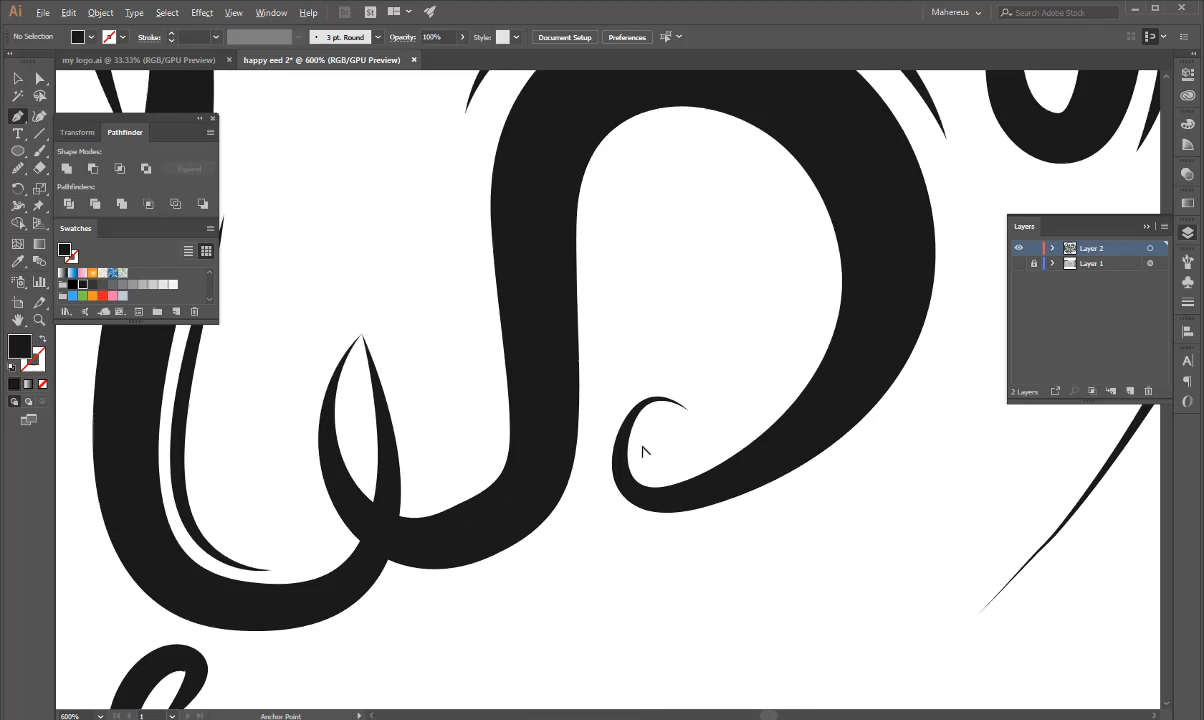 Ai File Edit Object Type Select Effect View Window Help Br St Mahereus Search Adobe Stock
No Selection Stroke: 3 pt. Round Opacity: 100% Style: Document Setup Preferences
my logo.ai @ 33.33% (RGB/GPU Preview) × happy eed 2* @ 600% (RGB/GPU Preview) ×
Transform Pathfinder
Shape Modes:
Expand
Pathfinders:
Swatches
Layers
Layer 2
Layer 1
2 Layers
600% 1 Anchor Point